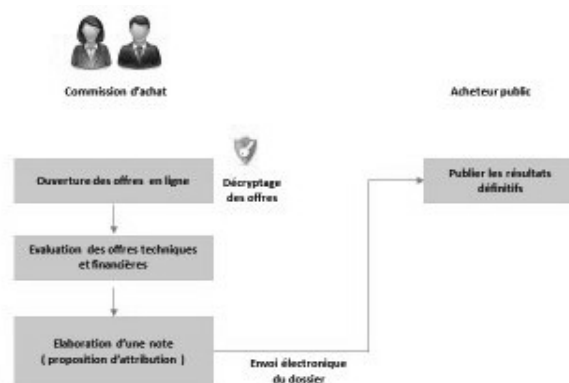 Commission d'achat
Acheteur public
Ouverture des offres en ligne
Décryptage
des offres
Publier les résultats
définitifs
Evaluation des offres techniques
et financières
Elaboration d'une note
( proposition d'attribution )
Envoi électronique
du dossier